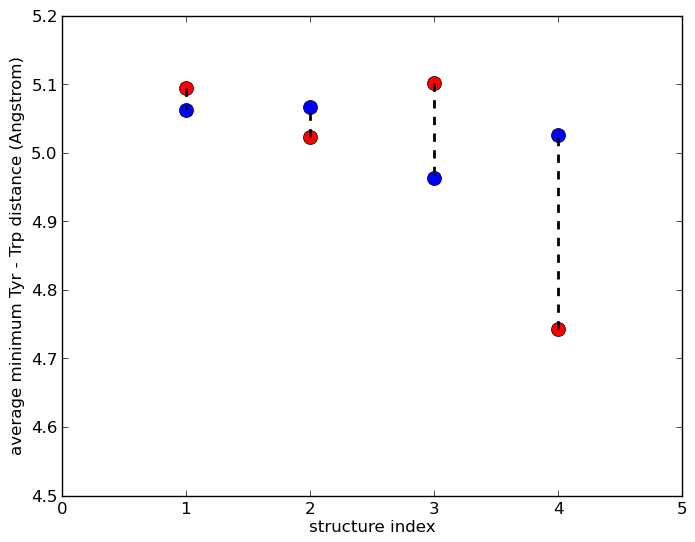 average minimum Tyr - Trp distance (Angstrom)
5.2
5.1
5.0
4.9
4.8
4.7
4.6
4.5
0 1 2 3 4 5
structure index